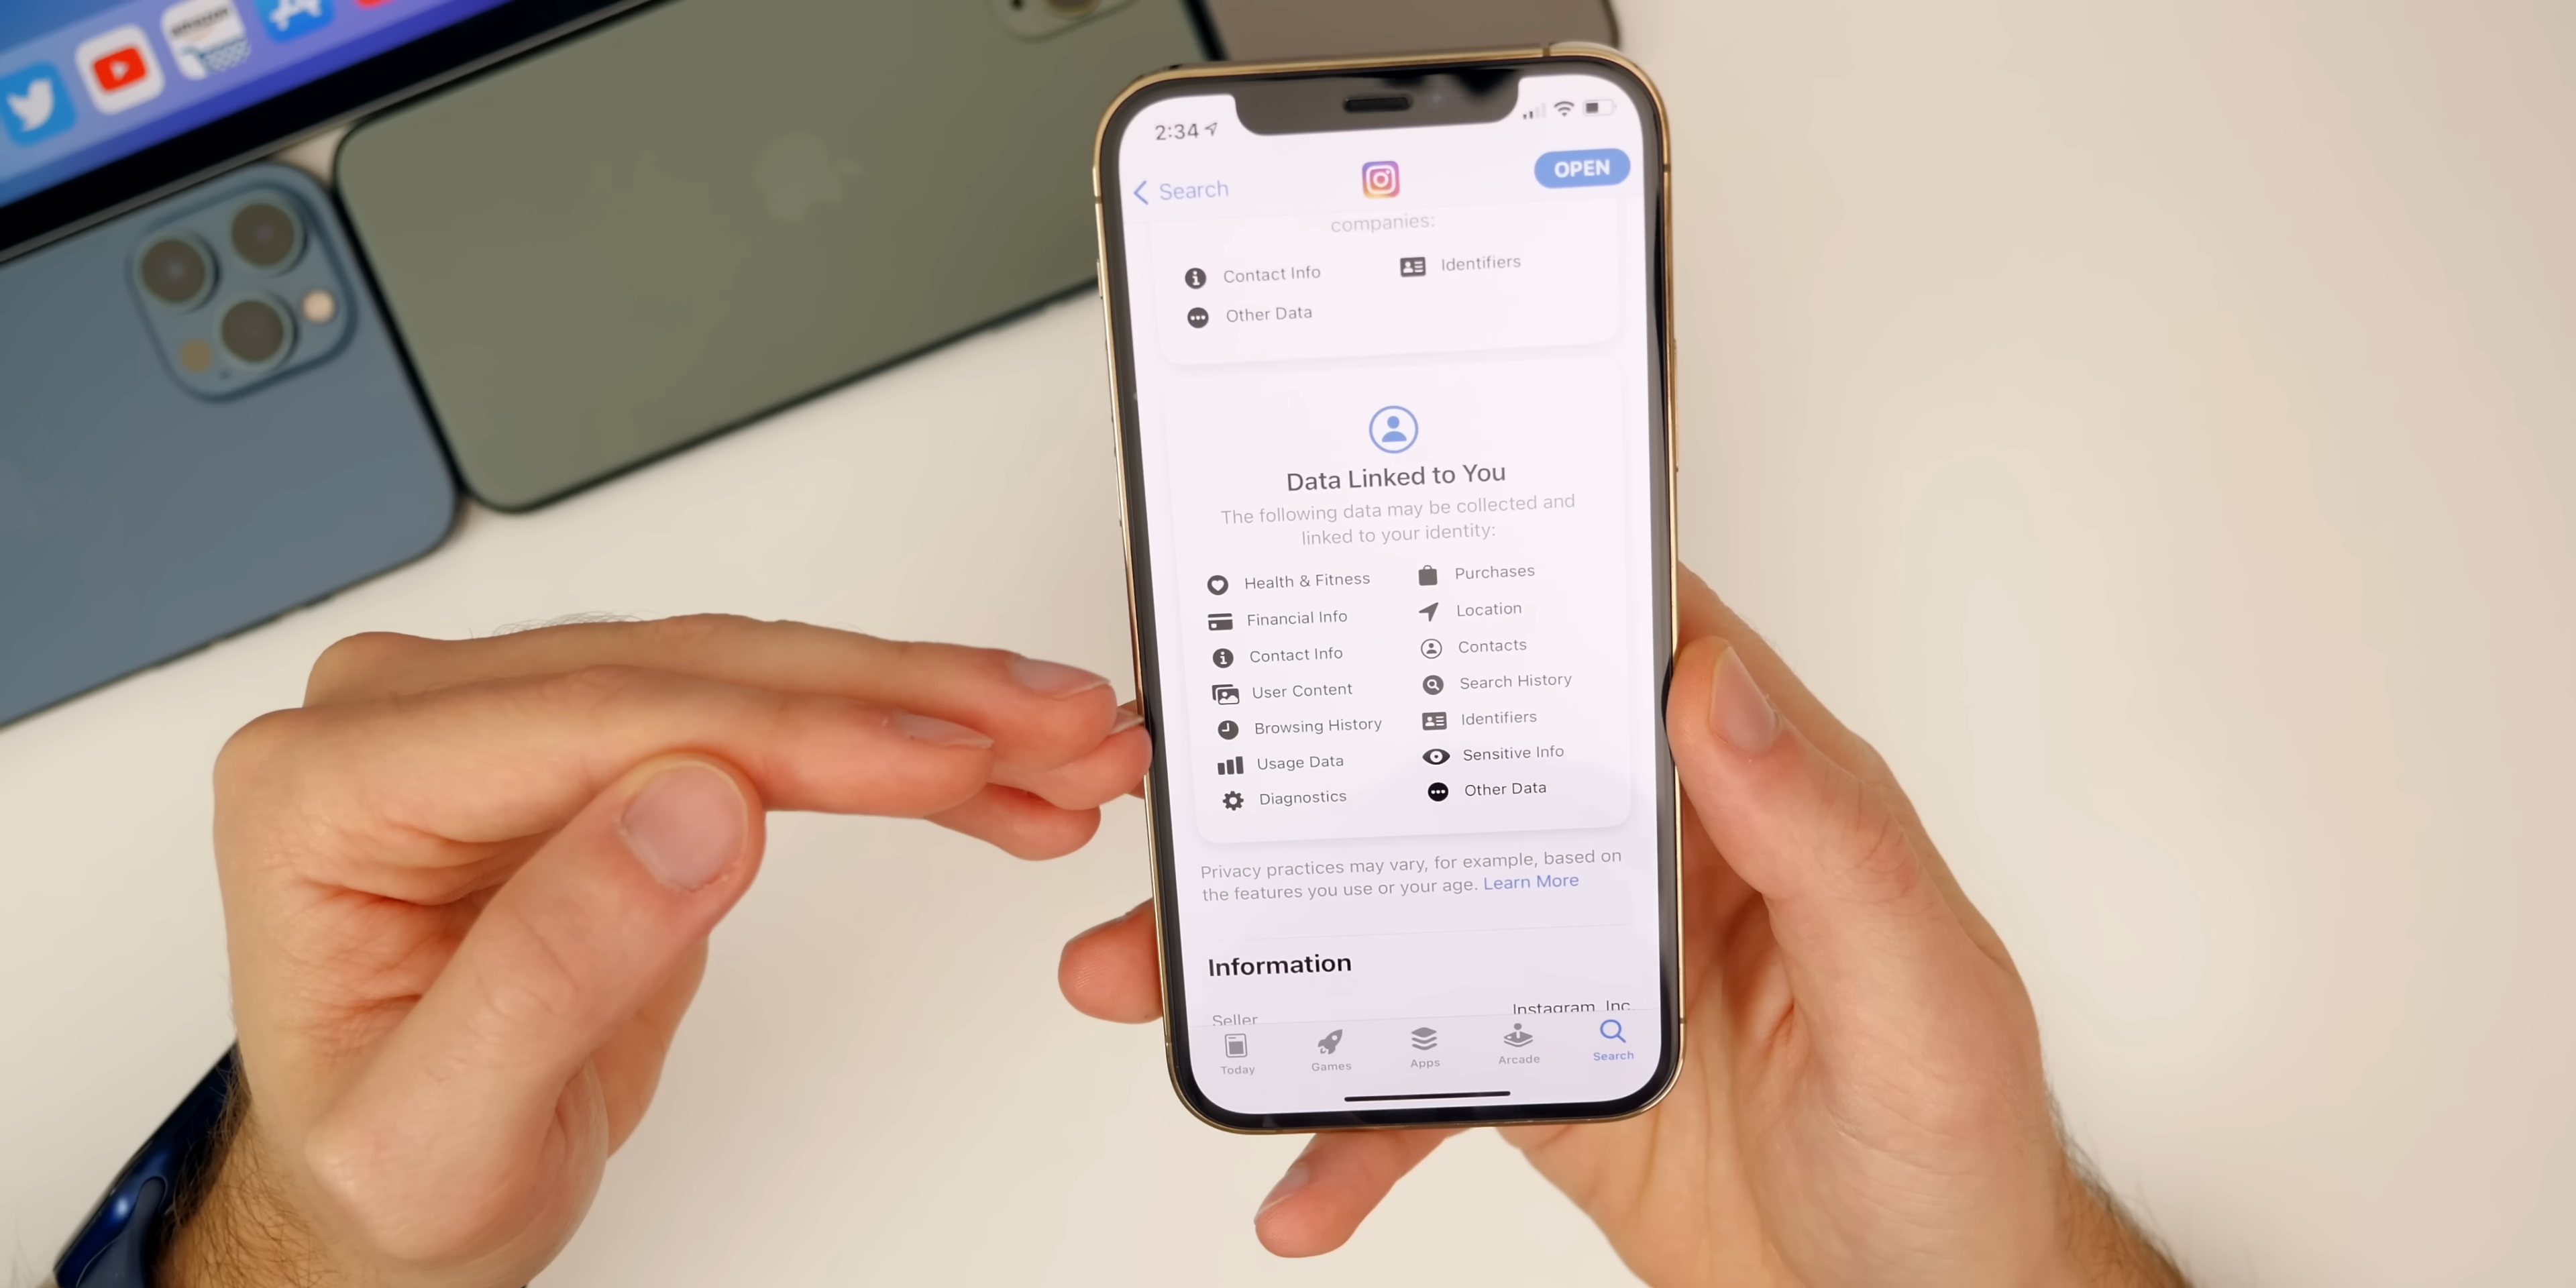 amazon
2:34
Search
OPEN
companies:
Contact Info
Identifiers
Other Data
Data Linked to You
The following data may be collected and
linked to your identity:
Health & Fitness
Purchases
Financial Info
Location
Contact Info
Contacts
User Content
Search History
Browsing History
Identifiers
Usage Data
Sensitive Info
Diagnostics
Other Data
Privacy practices may vary, for example, based on
the features you use or your age. Learn More
Information
Seller
Instagram, Inc.
Today
Games
Apps
Arcade
Search